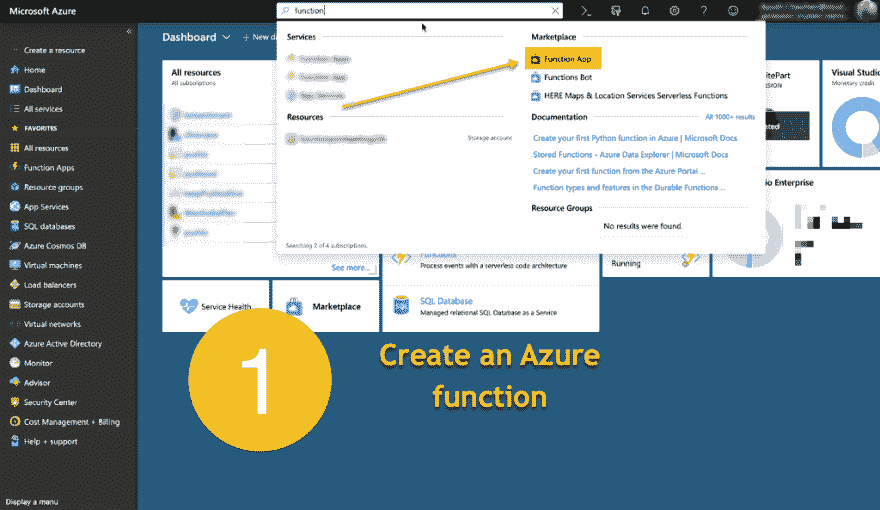 Microsoft Azure
function
Create a resource
Home
Dashboard
All services
FAVORITES
All resources
Function Apps
Resource groups
App Services
SQL databases
Azure Cosmos DB
Virtual machines
Load balancers
Storage accounts
Virtual networks
Azure Active Directory
Monitor
Advisor
Security Center
Cost Management + Billing
Help + support
Display a menu
Dashboard
+ New da
All resources
All subscriptions
See more...
Services
Function Apps
Function App
App Services
Resources
Storage account
Searching 2 of 4 subscriptions.
Marketplace
Function App
Functions Bot
HERE Maps & Location Services Serverless Functions
Documentation
All 1000+ results
Create your first Python function in Azure | Microsoft Docs
Stored Functions - Azure Data Explorer | Microsoft Docs
Create your first function from the Azure Portal ...
Function types and features in the Durable Functions ...
Resource Groups
No results were found.
Visual Studi
Monetary credit
io Enterprise
Functions
Process events with a serverless code architecture
SQL Database
Managed relational SQL Database as a Service
Running
Service Health
Marketplace
1
Create an Azure
function